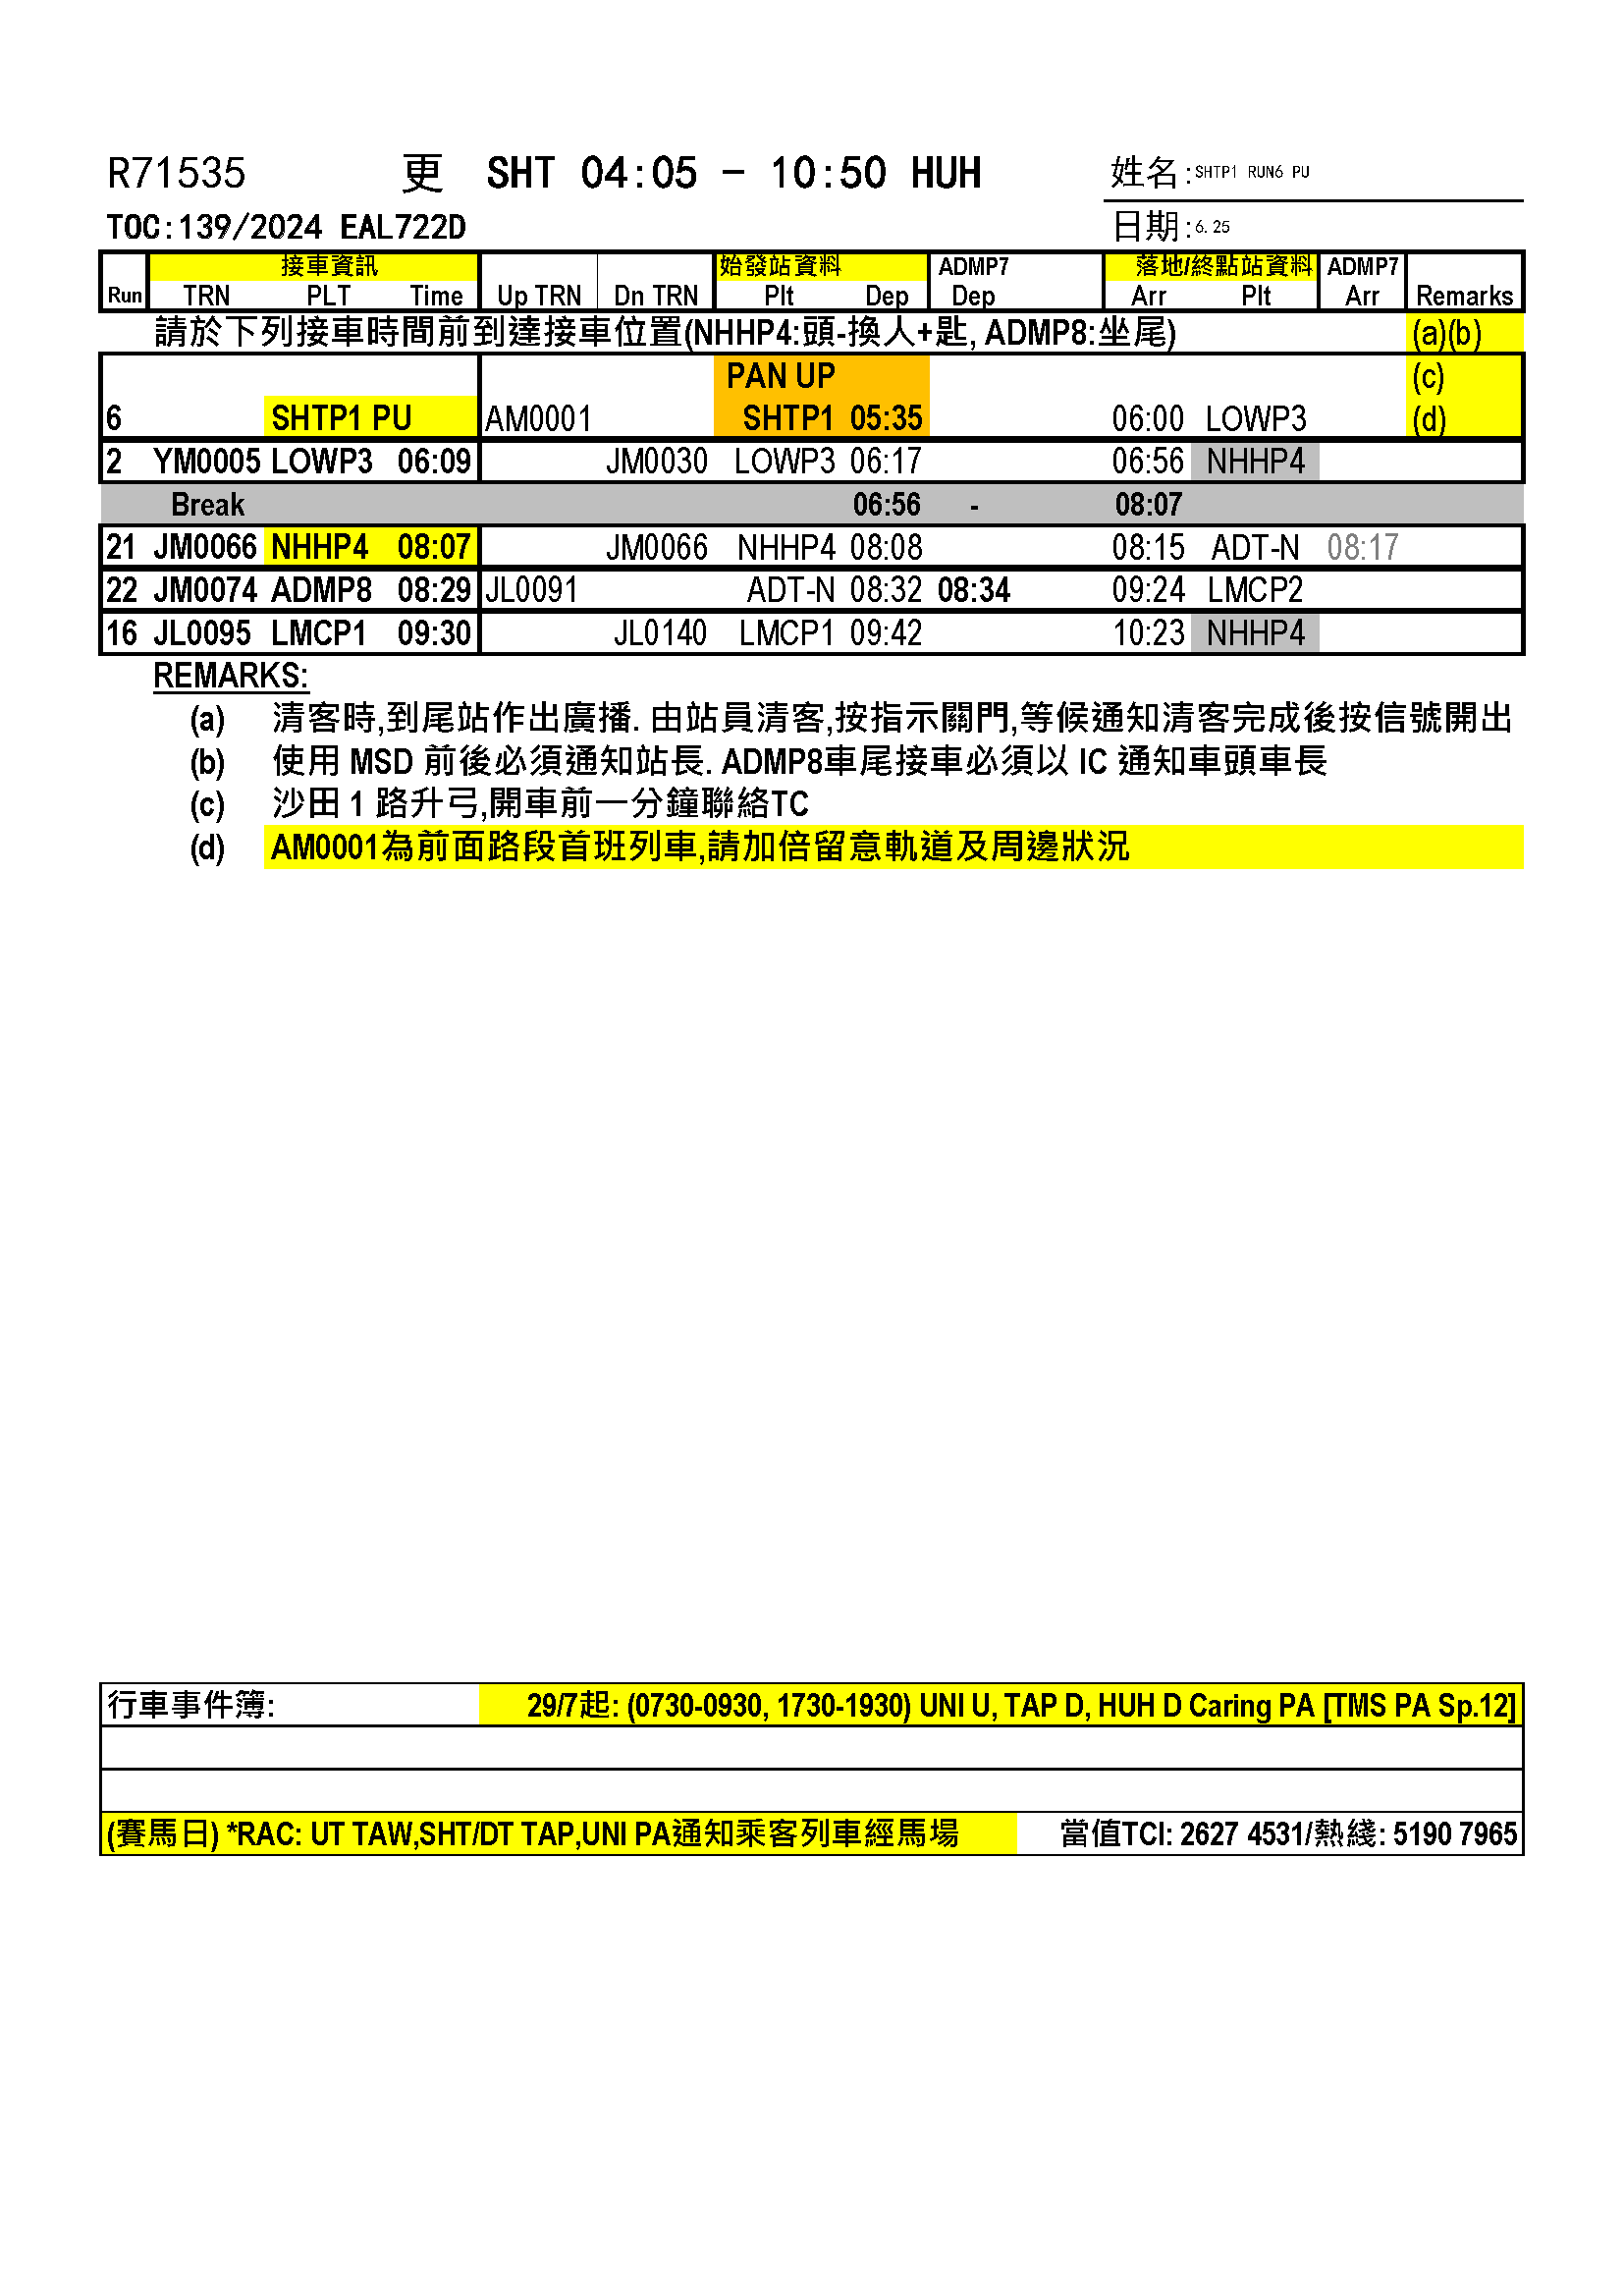 R71535 更 SHT 04:05 - 10:50 HUH 姓名:SHTP1 RUN6 PU
TOC:139/2024 EAL722D 日期:6.25
接車資訊 始發站資料 ADMP7 落地/終點站資料 ADMP7
Run TRN PLT Time Up TRN Dn TRN Plt Dep Dep Arr Plt Arr Remarks
請於下列接車時間前到達接車位置(NHHP4:頭-換人+匙, ADMP8:坐尾) (a)(b)
PAN UP (c)
6 SHTP1 PU AM0001 SHTP1 05:35 06:00 LOWP3 (d)
2 YM0005 LOWP3 06:09 JM0030 LOWP3 06:17 06:56 NHHP4
Break 06:56 - 08:07
21 JM0066 NHHP4 08:07 JM0066 NHHP4 08:08 08:15 ADT-N 08:17
22 JM0074 ADMP8 08:29 JL0091 ADT-N 08:32 08:34 09:24 LMCP2
16 JL0095 LMCP1 09:30 JL0140 LMCP1 09:42 10:23 NHHP4
REMARKS:
(a) 清客時,到尾站作出廣播. 由站員清客,按指示關門,等候通知清客完成後按信號開出
(b) 使用 MSD 前後必須通知站長. ADMP8車尾接車必須以 IC 通知車頭車長
(c) 沙田 1 路升弓,開車前一分鐘聯絡TC
(d) AM0001為前面路段首班列車,請加倍留意軌道及周邊狀況
行車事件簿: 29/7起: (0730-0930, 1730-1930) UNI U, TAP D, HUH D Caring PA [TMS PA Sp.12]
(賽馬日) *RAC: UT TAW,SHT/DT TAP,UNI PA通知乘客列車經馬場 當值TCI: 2627 4531/熱綫: 5190 7965